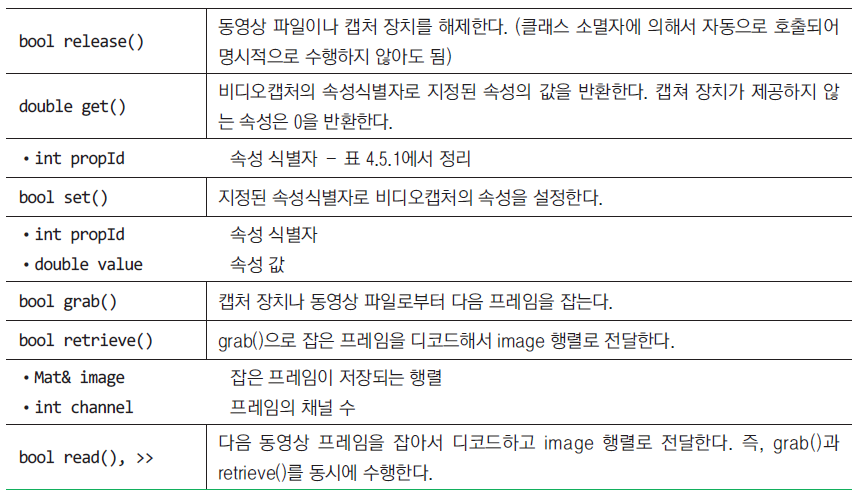 bool release()
동영상 파일이나 캡처 장치를 해제한다. (클래스 소멸자에 의해서 자동으로 호출되어
명시적으로 수행하지 않아도 됨)
double get()
비디오캡처의 속성식별자로 지정된 속성의 값을 반환한다. 캡쳐 장치가 제공하지 않
는 속성은 0을 반환한다.
• int propId 속성 식별자 – 표 4.5.1에서 정리
bool set() 지정된 속성식별자로 비디오캡처의 속성을 설정한다.
• int propId 속성 식별자
• double value 속성 값
bool grab() 캡처 장치나 동영상 파일로부터 다음 프레임을 잡는다.
bool retrieve() grab()으로 잡은 프레임을 디코드해서 image 행렬로 전달한다.
• Mat& image 잡은 프레임이 저장되는 행렬
• int channel 프레임의 채널 수
bool read(), >>
다음 동영상 프레임을 잡아서 디코드하고 image 행렬로 전달한다. 즉, grab()과
retrieve()를 동시에 수행한다.